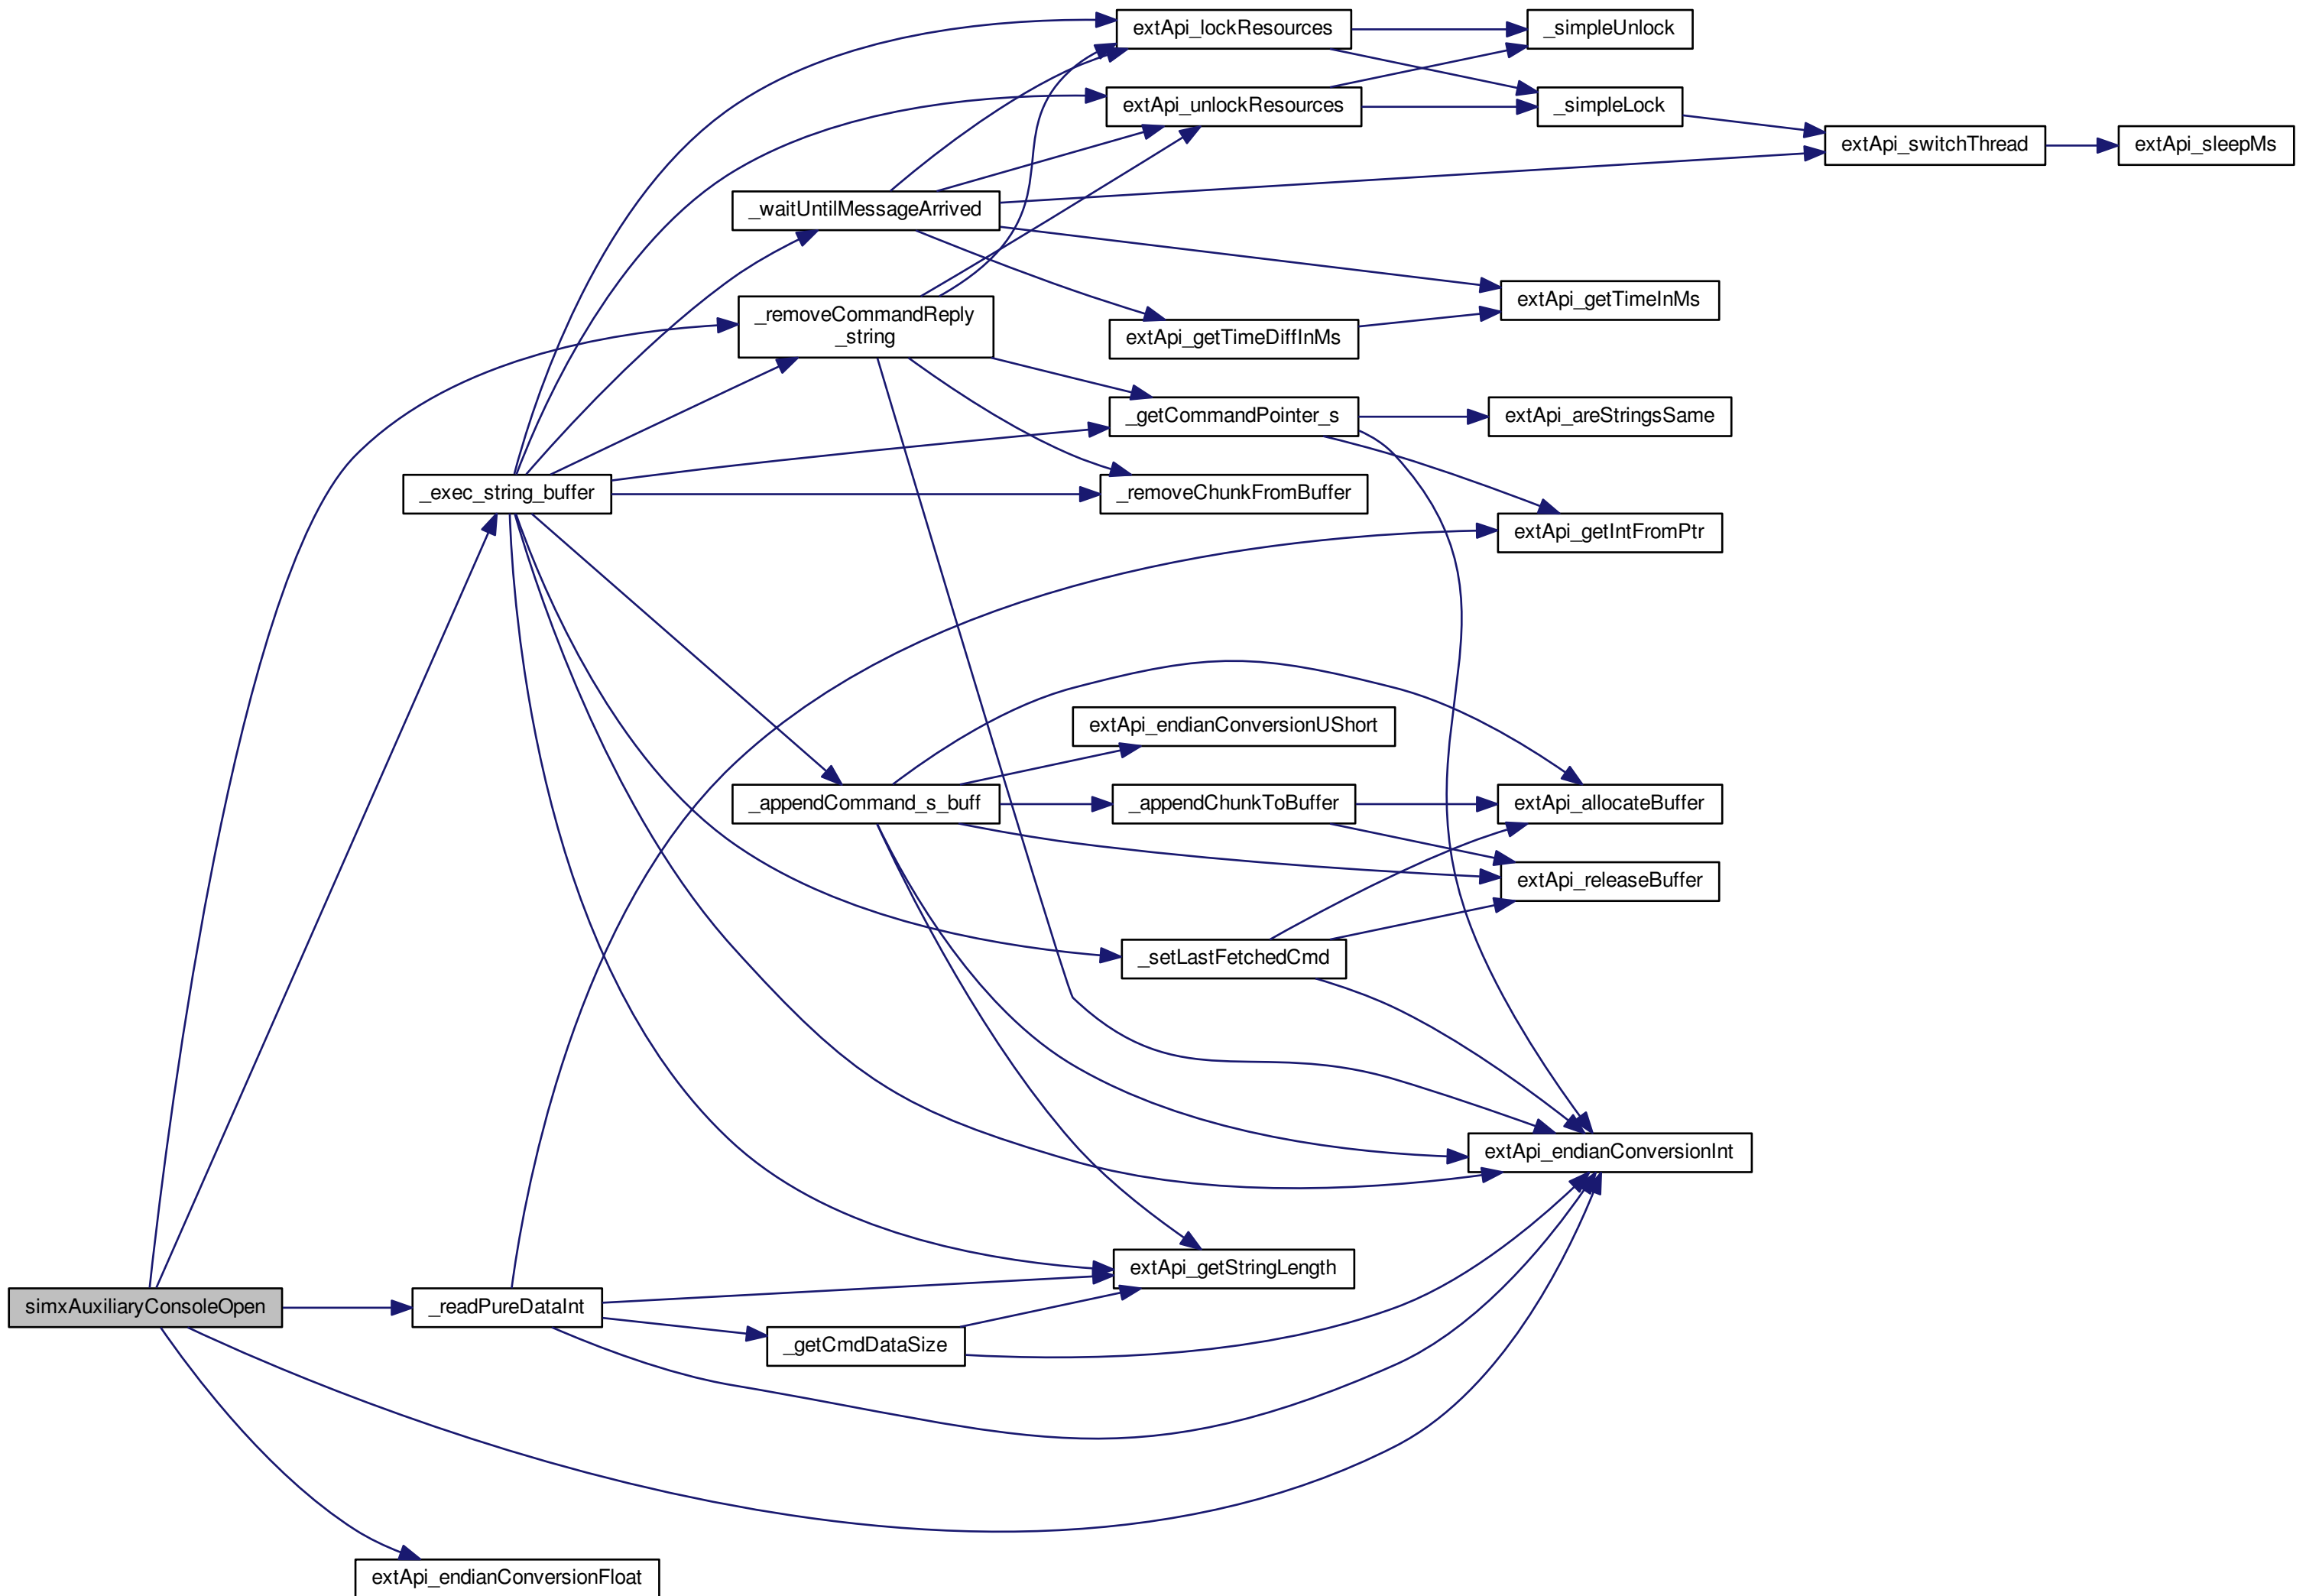 extApi_lockResources
_simpleUnlock
extApi_unlockResources
_simpleLock
extApi_switchThread
extApi_sleepMs
_waitUntilMessageArrived
extApi_getTimeInMs
_removeCommandReply
_string
extApi_getTimeDiffInMs
_getCommandPointer_s
extApi_areStringsSame
_exec_string_buffer
_removeChunkFromBuffer
extApi_getIntFromPtr
extApi_endianConversionUShort
_appendCommand_s_buff
_appendChunkToBuffer
extApi_allocateBuffer
extApi_releaseBuffer
_setLastFetchedCmd
extApi_endianConversionInt
extApi_getStringLength
simxAuxiliaryConsoleOpen
_readPureDataInt
_getCmdDataSize
extApi_endianConversionFloat